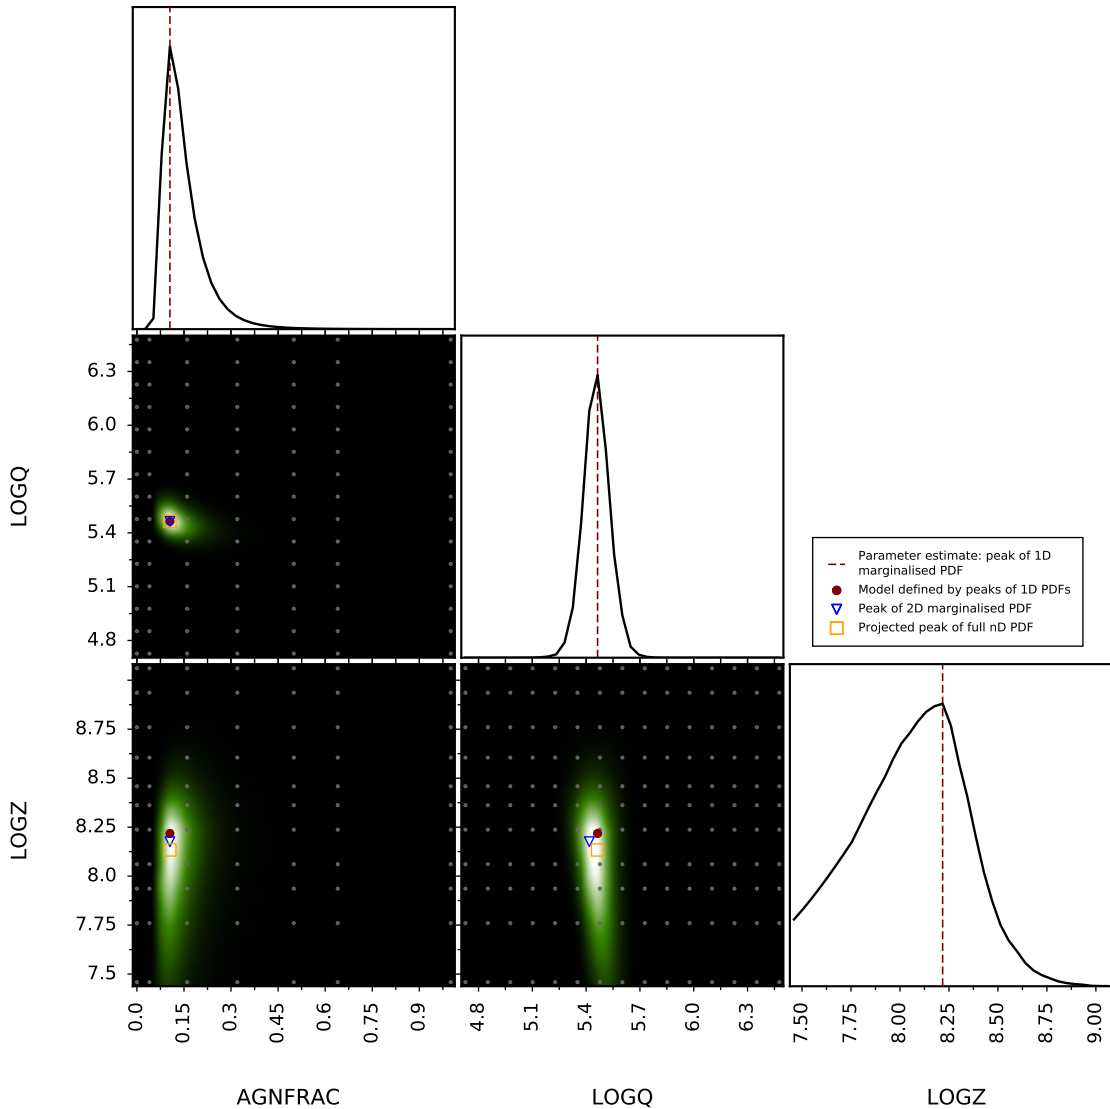 6.3
6.0
5.7
5.4
5.1
4.8
LOGQ
Parameter estimate: peak of 1D
marginalised PDF
Model defined by peaks of 1D PDFs
Peak of 2D marginalised PDF
Projected peak of full nD PDF
8.75
8.5
8.25
8.0
7.75
7.5
LOGZ
0.0 0.15 0.3 0.45 0.6 0.75 0.9
4.8 5.1 5.4 5.7 6.0 6.3
7.50 7.75 8.00 8.25 8.50 8.75 9.00
AGNFRAC LOGQ LOGZ